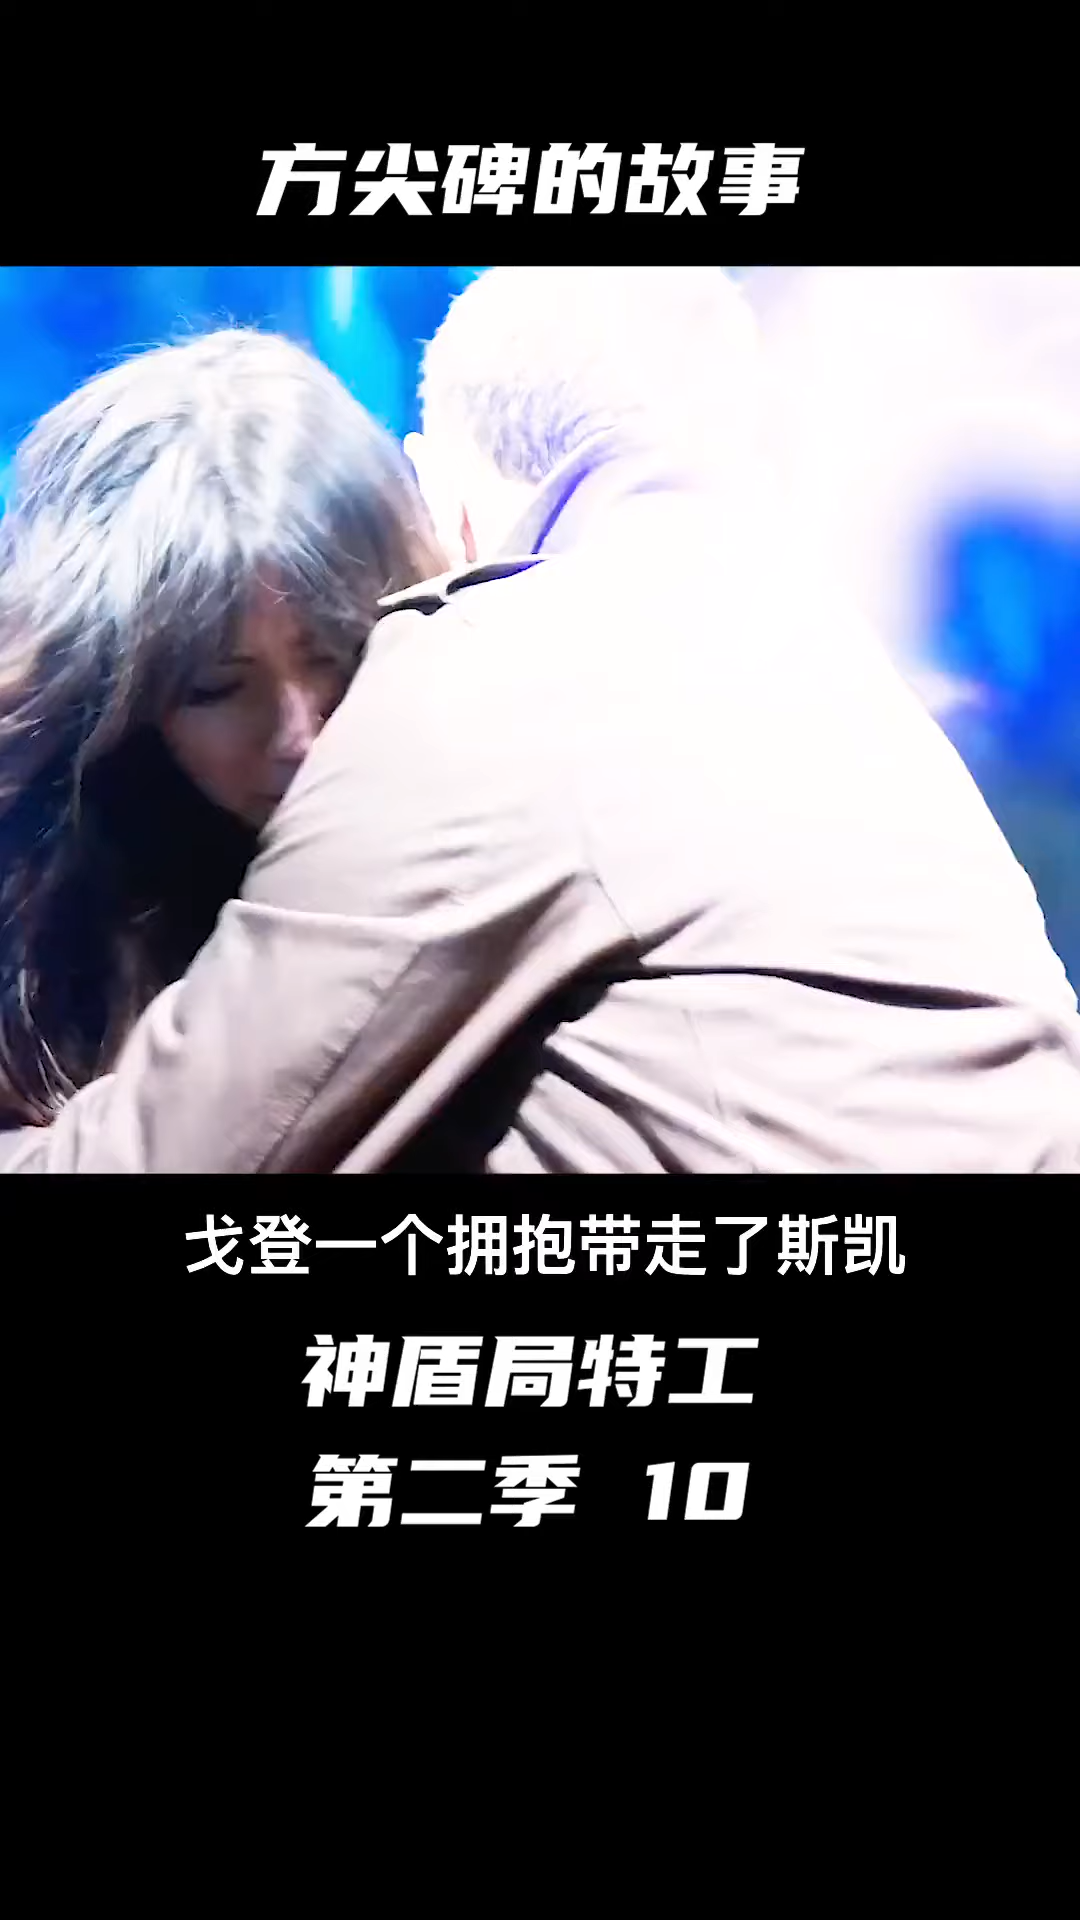 方尖碑的故事
戈登一个拥抱带走了斯凯
神盾局特工
第二季 10